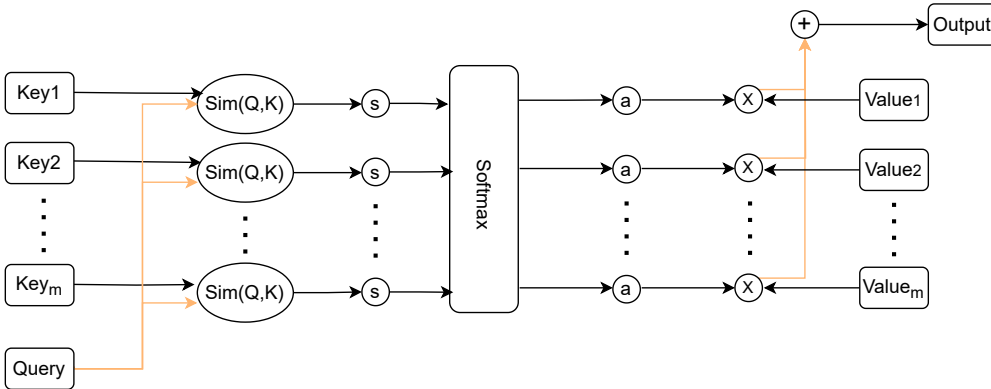 +
Output
Key1
Sim(Q,K)
s
a
X
Value1
Key2
Sim(Q,K)
s
Softmax
a
X
Value2
Keym
Sim(Q,K)
s
a
X
Valuem
Query